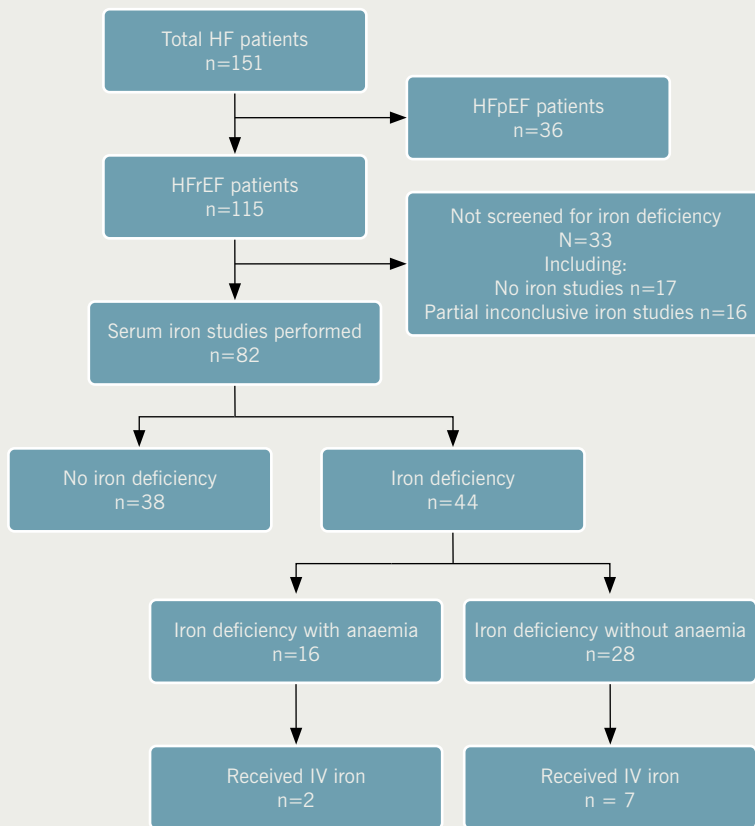 Total HF patients
n=151
HFpEF patients
n=36
HFrEF patients
n=115
Not screened for iron deficiency
N=33
Including:
No iron studies n=17
Partial inconclusive iron studies n=16
Serum iron studies performed
n=82
No iron deficiency
n=38
Iron deficiency
n=44
Iron deficiency with anaemia
n=16
Iron deficiency without anaemia
n=28
Received IV iron
n=2
Received IV iron
n = 7